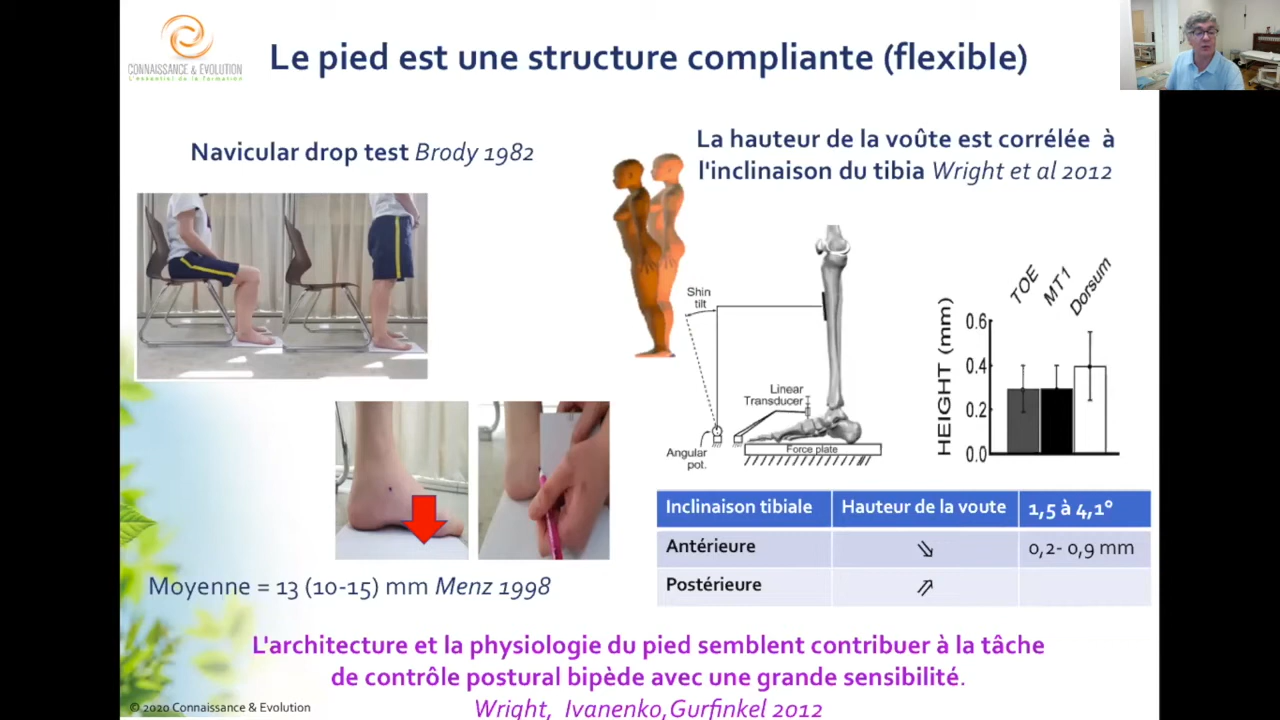 CONNAISSANCE & EVOLUTION
L'essentiel de la formation
Le pied est une structure compliante (flexible)
Navicular drop test Brody 1982
La hauteur de la voûte est corrélée à
l'inclinaison du tibia Wright et al 2012
Shin
tilt
Linear
Transducer
Angular
pot.
Force plate
TOE
MT1
Dorsum
HEIGHT (mm)
0.6
0.4
0.2
0.0
Inclinaison tibiale Hauteur de la voute 1,5 à 4,1°
Antérieure ⇘ 0,2- 0,9 mm
Postérieure ⇗
Moyenne = 13 (10-15) mm Menz 1998
L'architecture et la physiologie du pied semblent contribuer à la tâche
de contrôle postural bipède avec une grande sensibilité.
Wright, Ivanenko,Gurfinkel 2012
© 2020 Connaissance & Evolution